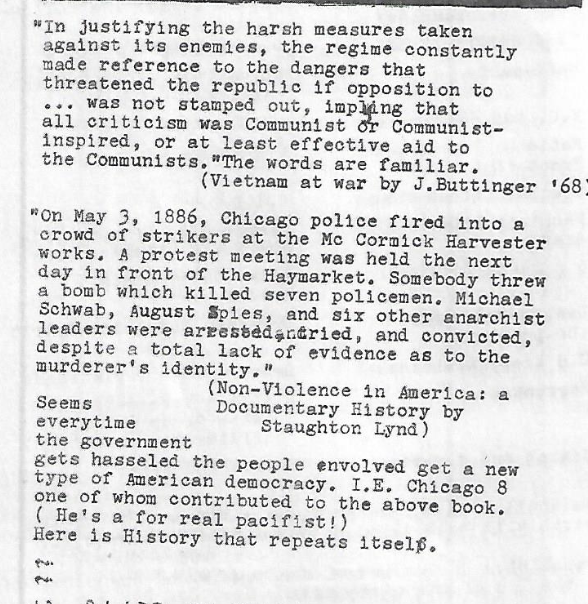 "In justifying the harsh measures taken
against its enemies, the regime constantly
made reference to the dangers that
threatened the republic if opposition to
... was not stamped out, implying that
all criticism was Communist or Communist-
inspired, or at least effective aid to
the Communists."The words are familiar.
(Vietnam at war by J.Buttinger '68)
"On May 3, 1886, Chicago police fired into a
crowd of strikers at the Mc Cormick Harvester
works. A protest meeting was held the next
day in front of the Haymarket. Somebody threw
a bomb which killed seven policemen. Michael
Schwab, August Spies, and six other anarchist
leaders were arrested, tried, and convicted,
despite a total lack of evidence as to the
murderer's identity."
(Non-Violence in America: a
Seems Documentary History by
everytime Staughton Lynd)
the government
gets hasseled the people envolved get a new
type of American democracy. I.E. Chicago 8
one of whom contributed to the above book.
( He's a for real pacifist!)
Here is History that repeats itself.